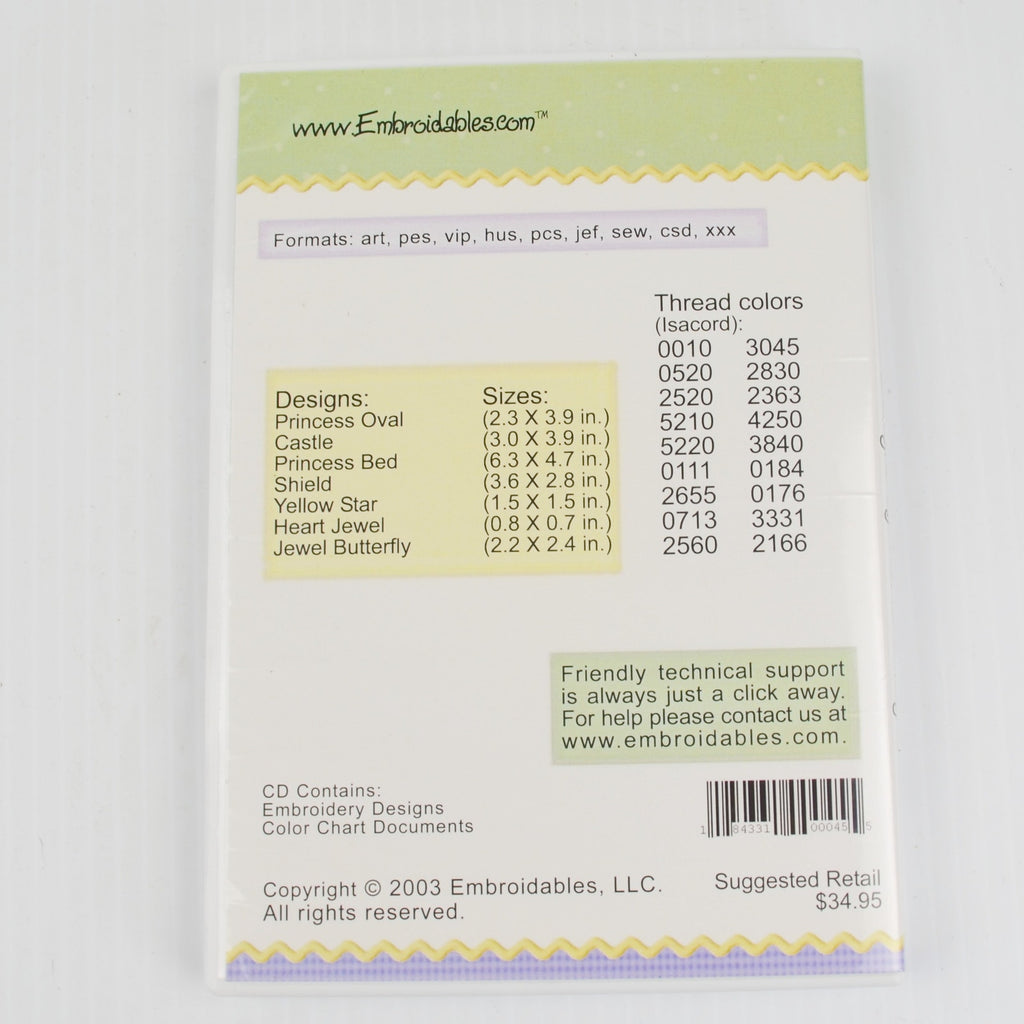 www.Embroidables.com™
Formats: art, pes, vip, hus, pcs, jef, sew, csd, xxx
Thread colors
(Isacord):
0010 3045
0520 2830
2520 2363
5210 4250
5220 3840
0111 0184
2655 0176
0713 3331
2560 2166
Designs: Sizes:
Princess Oval (2.3 X 3.9 in.)
Castle (3.0 X 3.9 in.)
Princess Bed (6.3 X 4.7 in.)
Shield (3.6 X 2.8 in.)
Yellow Star (1.5 X 1.5 in.)
Heart Jewel (0.8 X 0.7 in.)
Jewel Butterfly (2.2 X 2.4 in.)
Friendly technical support
is always just a click away.
For help please contact us at
www.embroidables.com.
CD Contains:
Embroidery Designs
Color Chart Documents
1 84331 00045 5
Copyright © 2003 Embroidables, LLC.
All rights reserved.
Suggested Retail
$34.95